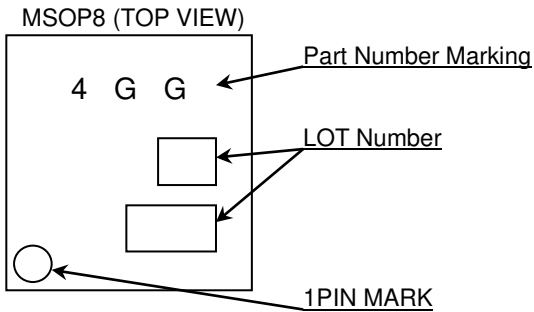 MSOP8 (TOP VIEW)
Part Number Marking
4 G G
LOT Number
1PIN MARK